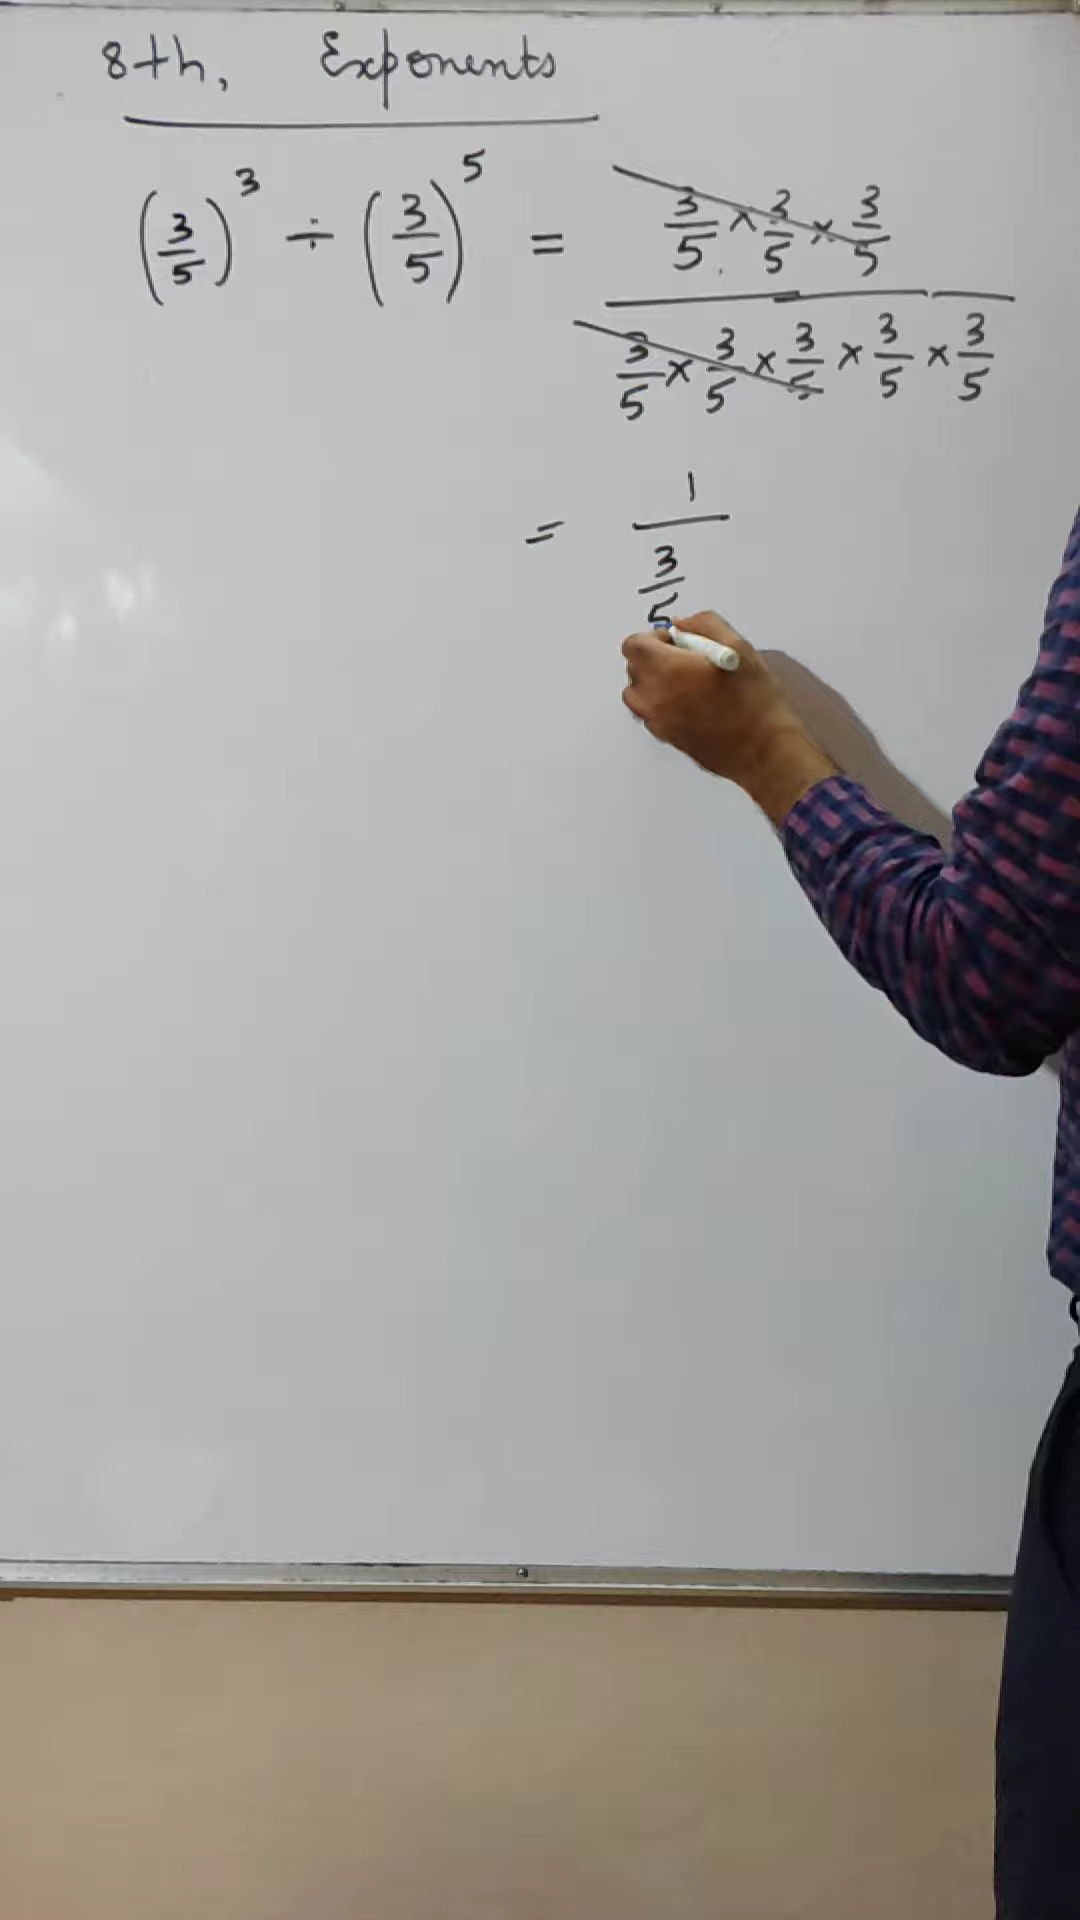 8th, Exponents
(3/5)^3 ÷ (3/5)^5 = (3/5 × 3/5 × 3/5) / (3/5 × 3/5 × 3/5 × 3/5 × 3/5)
= 1 / (3/5)